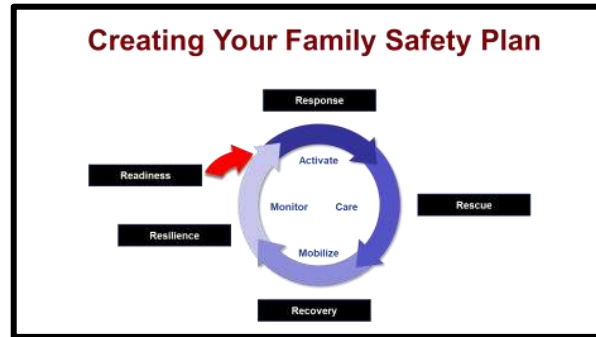 Creating Your Family Safety Plan
Response
Activate
Readiness
Monitor
Care
Rescue
Resilience
Mobilize
Recovery